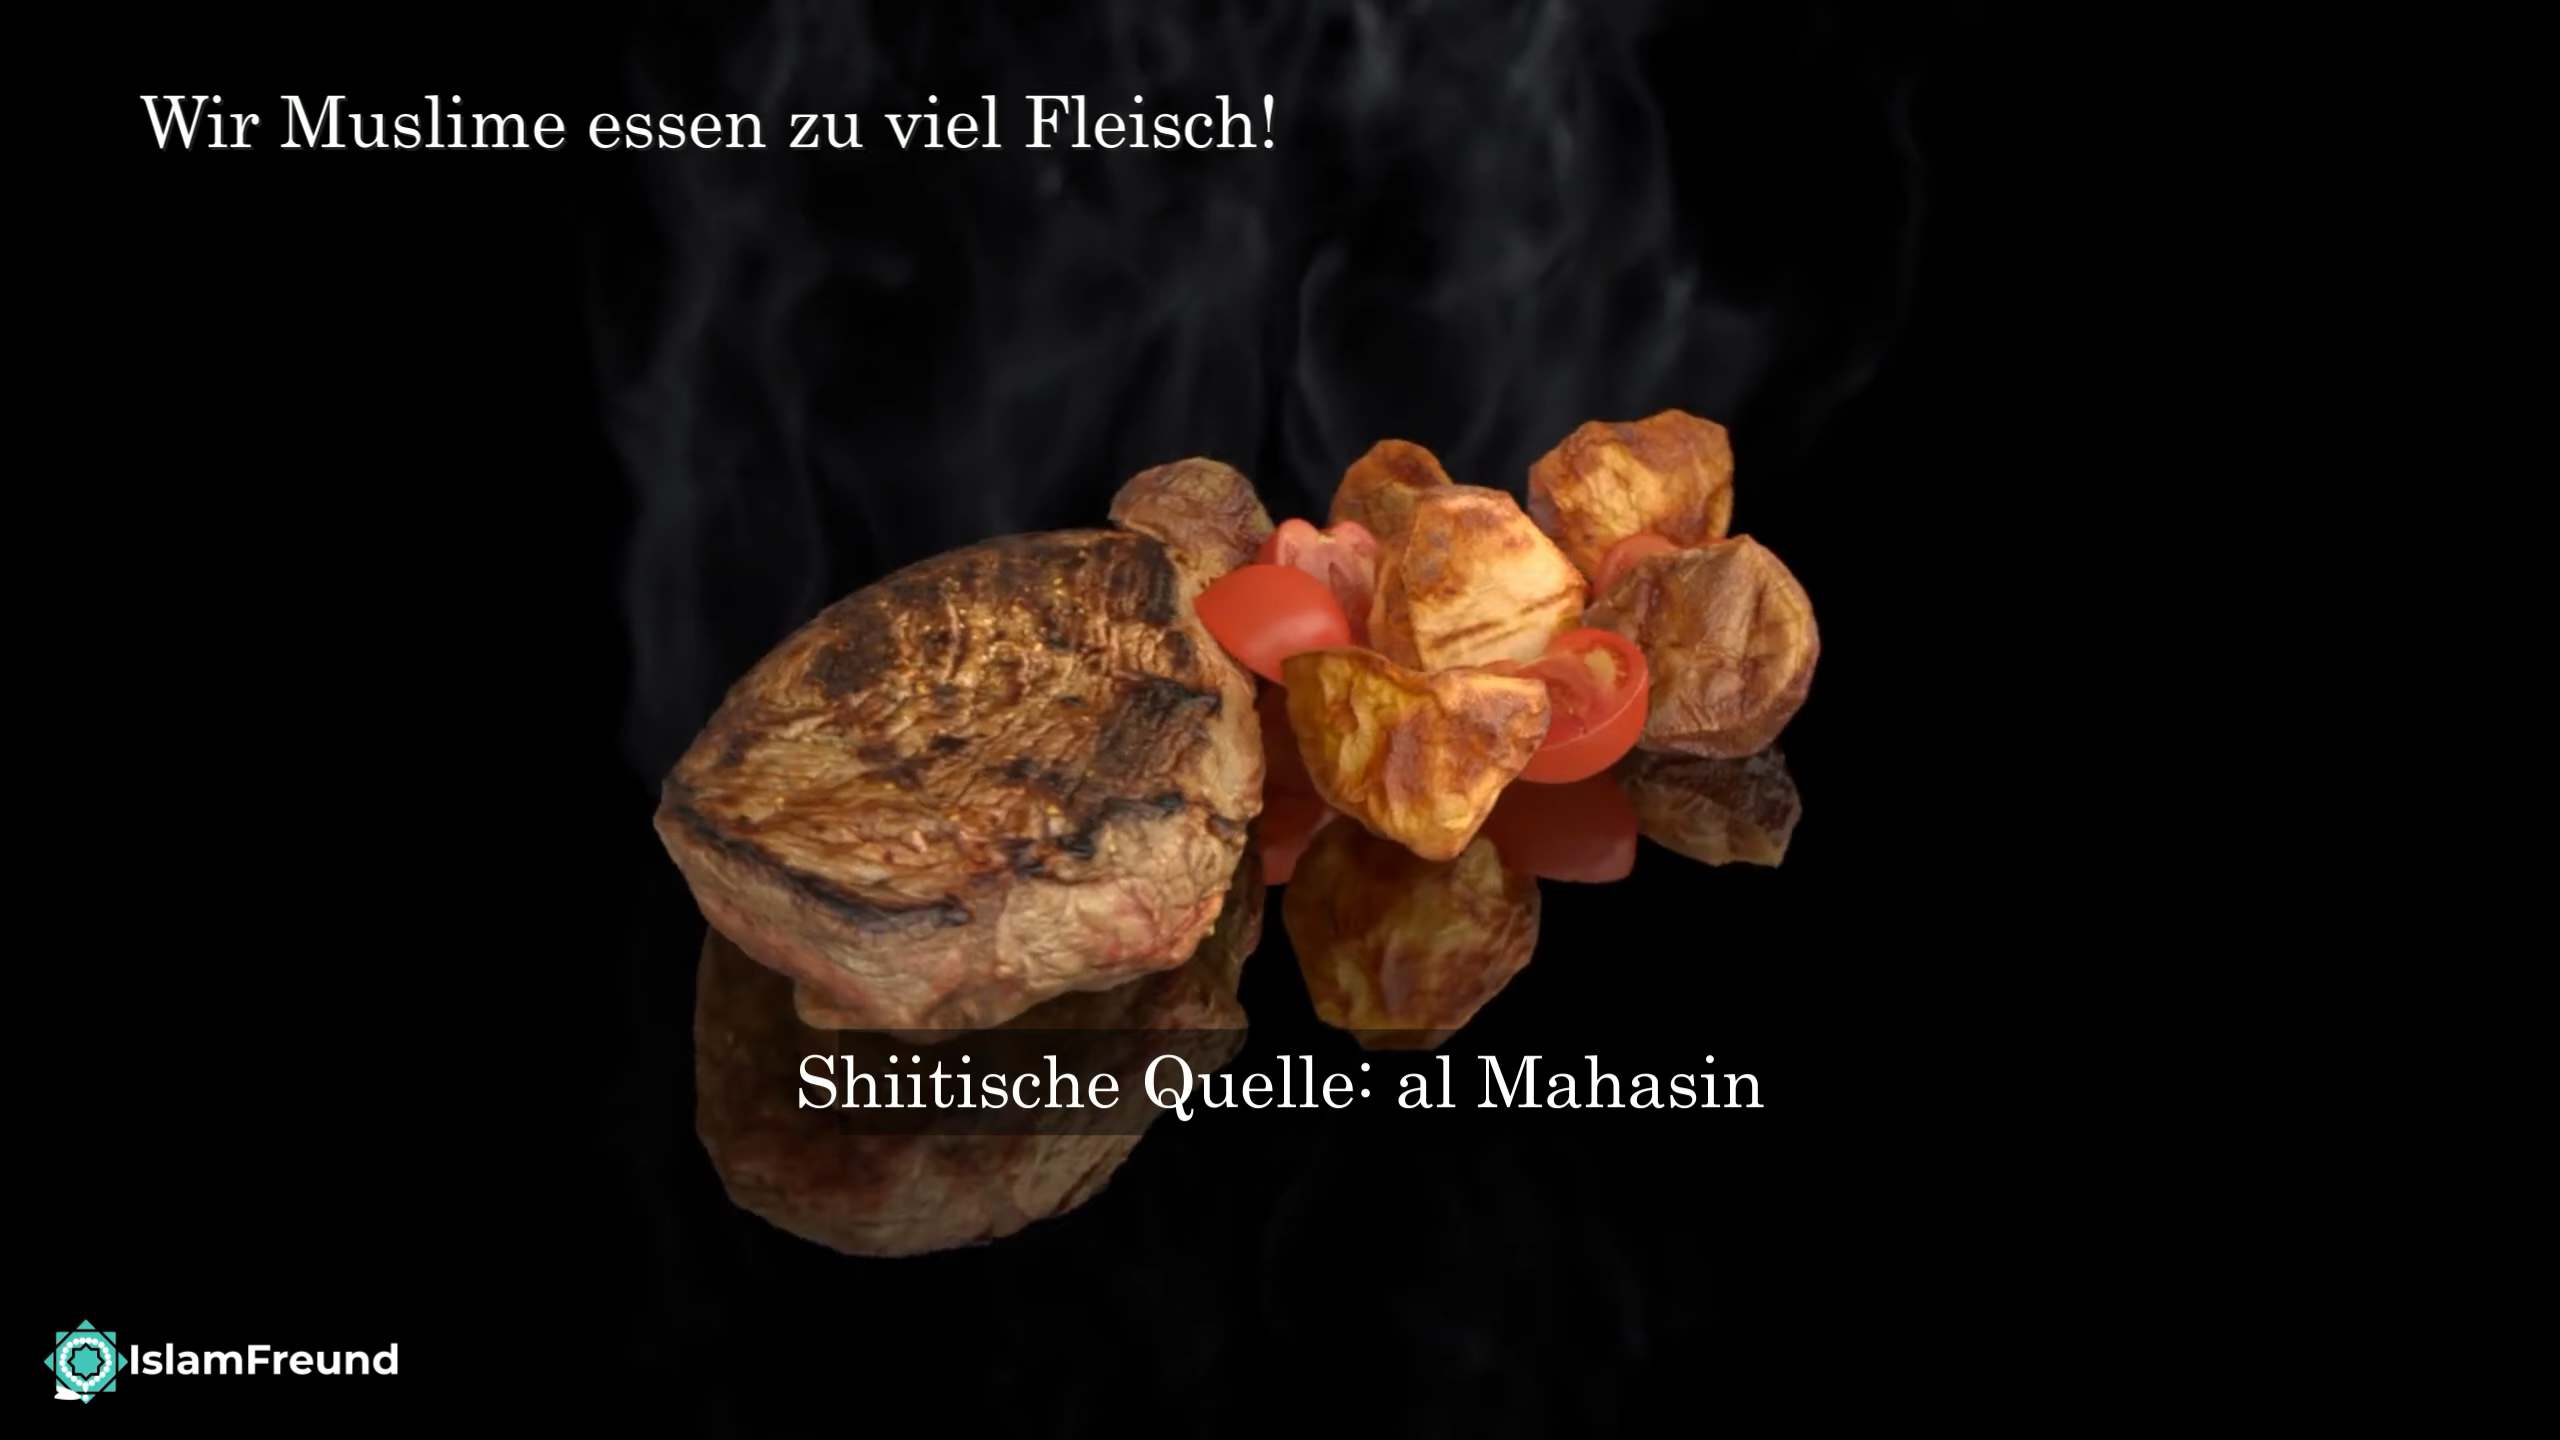 Wir Muslime essen zu viel Fleisch!
Shiitische Quelle: al Mahasin
IslamFreund